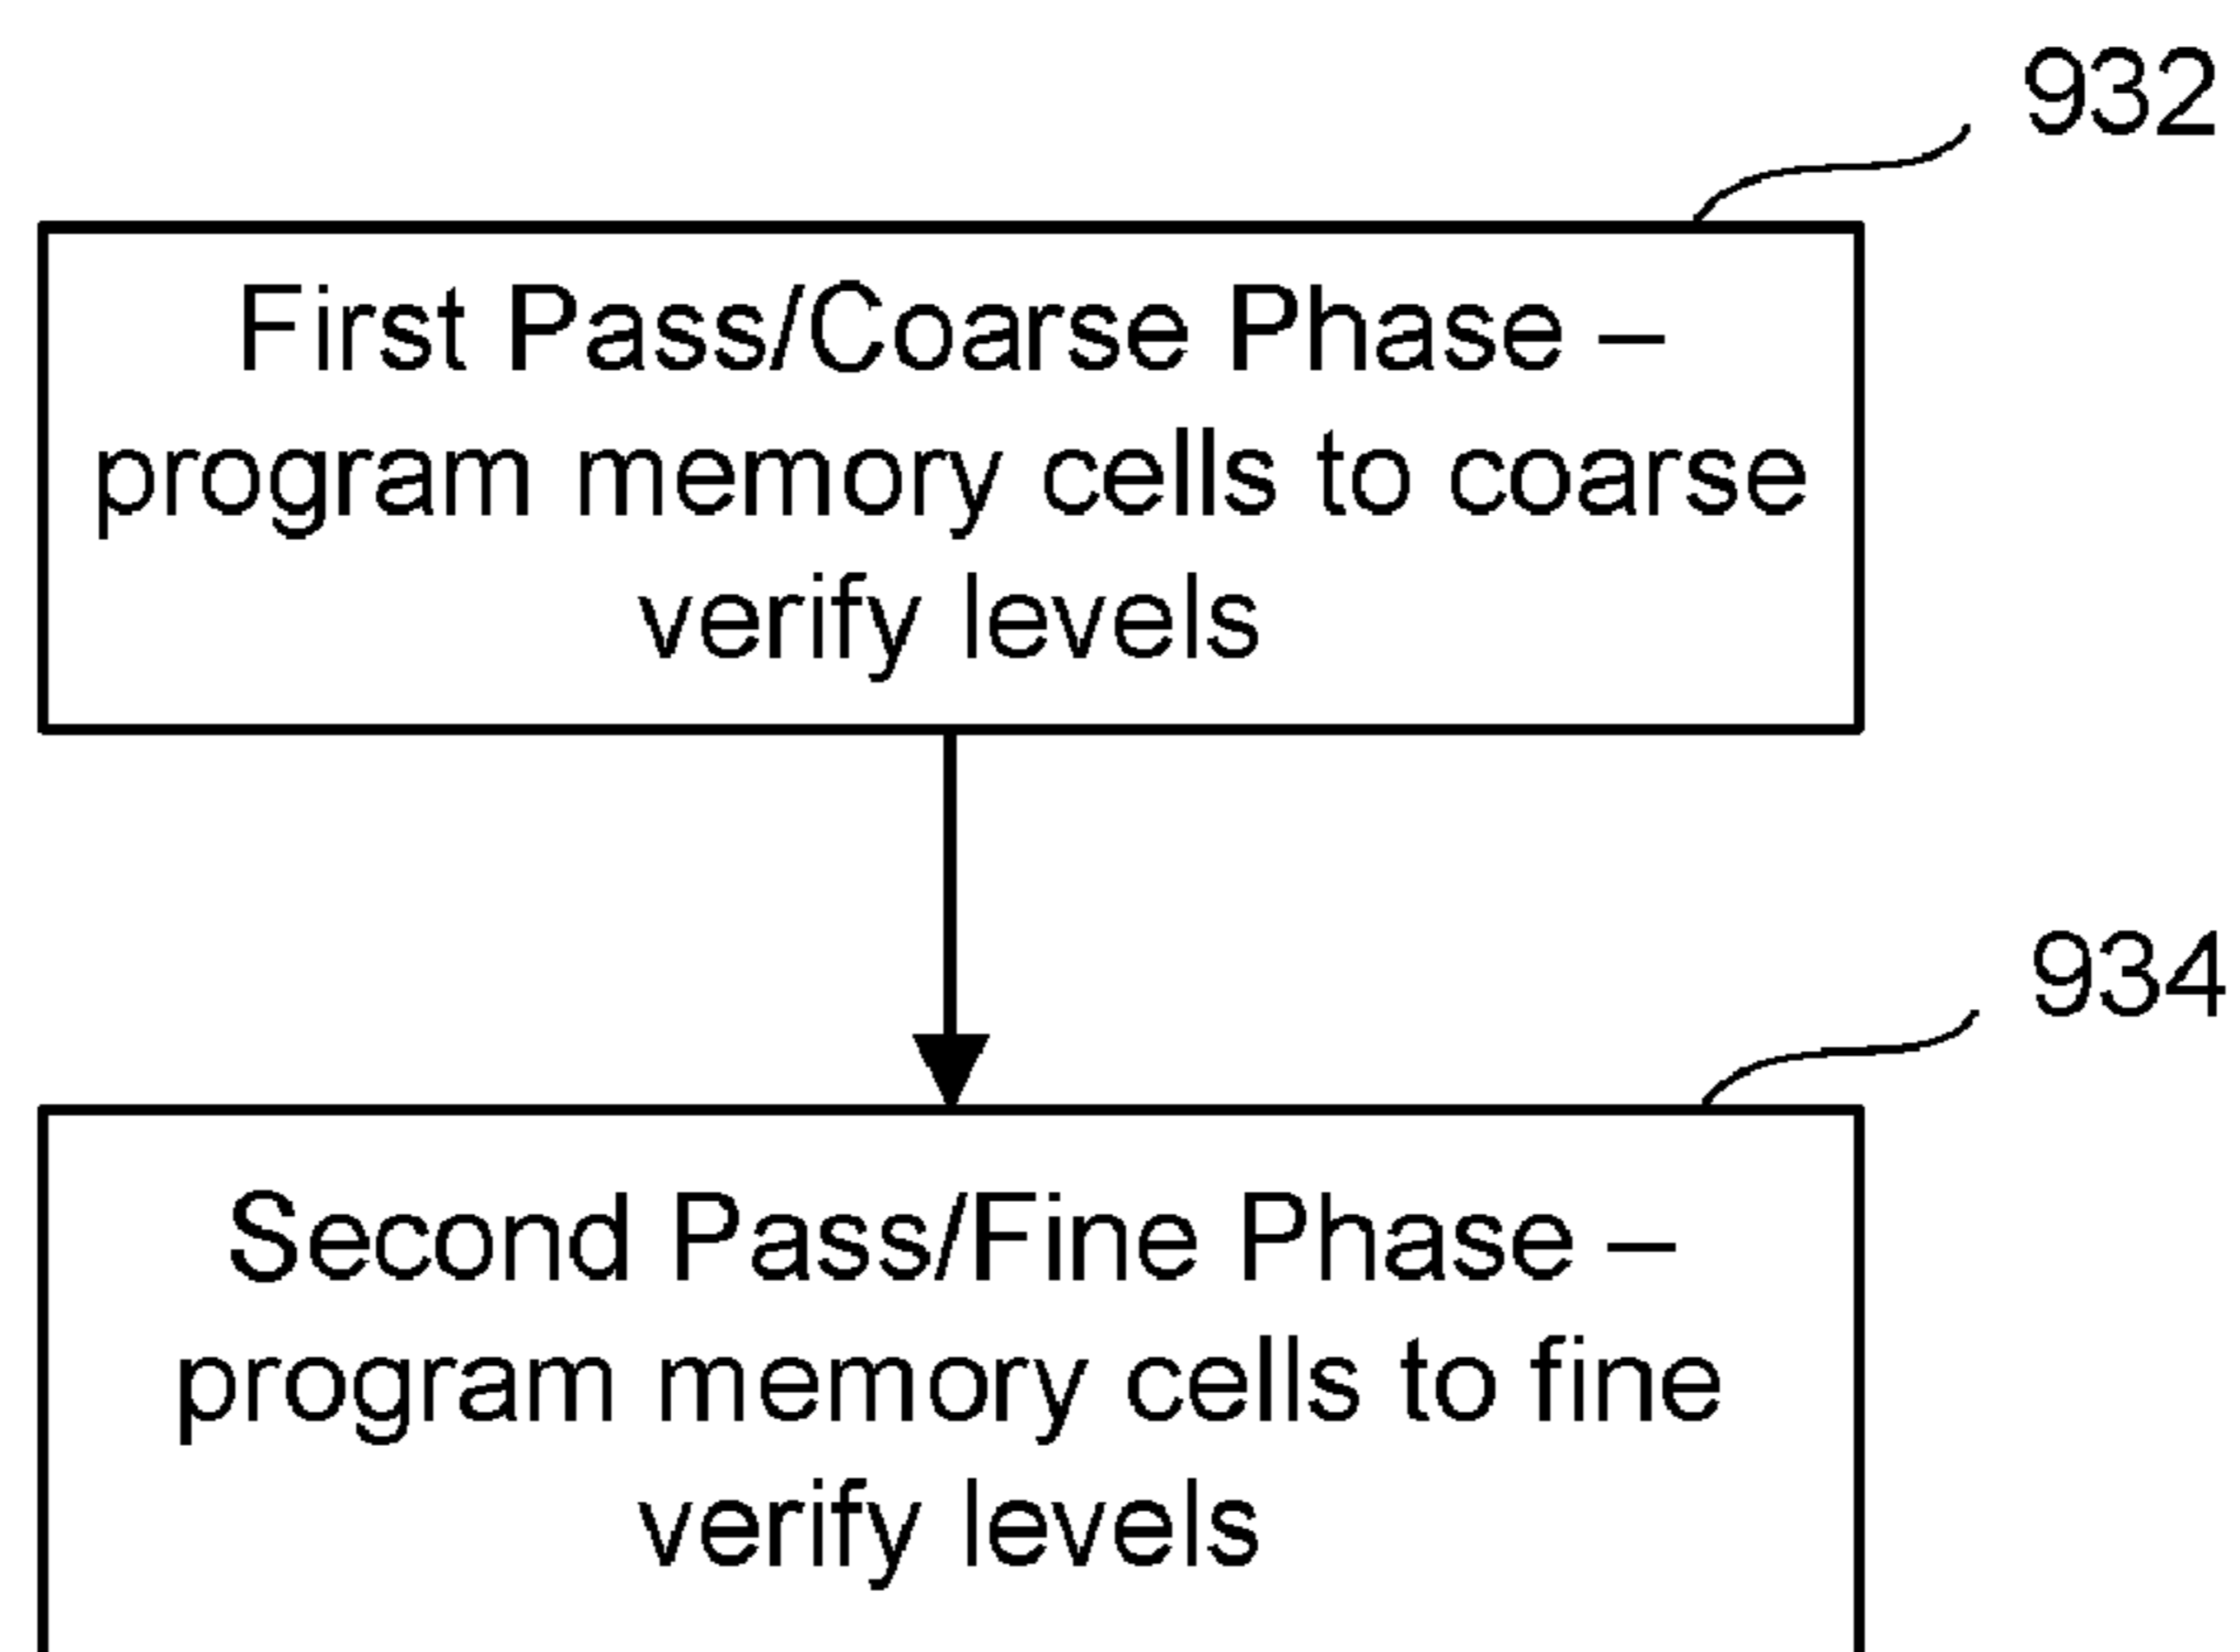 932
First Pass/Coarse Phase –
program memory cells to coarse
verify levels
934
Second Pass/Fine Phase –
program memory cells to fine
verify levels